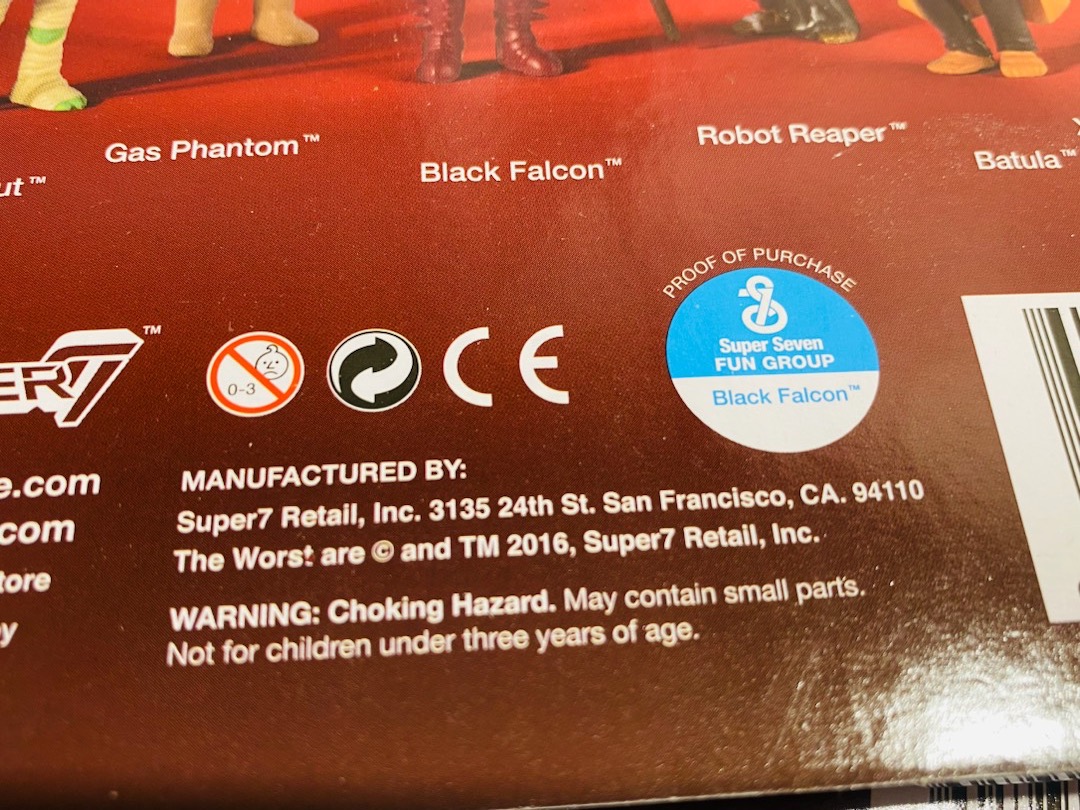 Gas Phantom™
Black Falcon™
Robot Reaper™
Batula™
ut™
PROOF OF PURCHASE
Super Seven
FUN GROUP
Black Falcon™
ER7™
0-3
CE
e.com
com
tore
y
MANUFACTURED BY:
Super7 Retail, Inc. 3135 24th St. San Francisco, CA. 94110
The Worst are © and TM 2016, Super7 Retail, Inc.
WARNING: Choking Hazard. May contain small parts.
Not for children under three years of age.